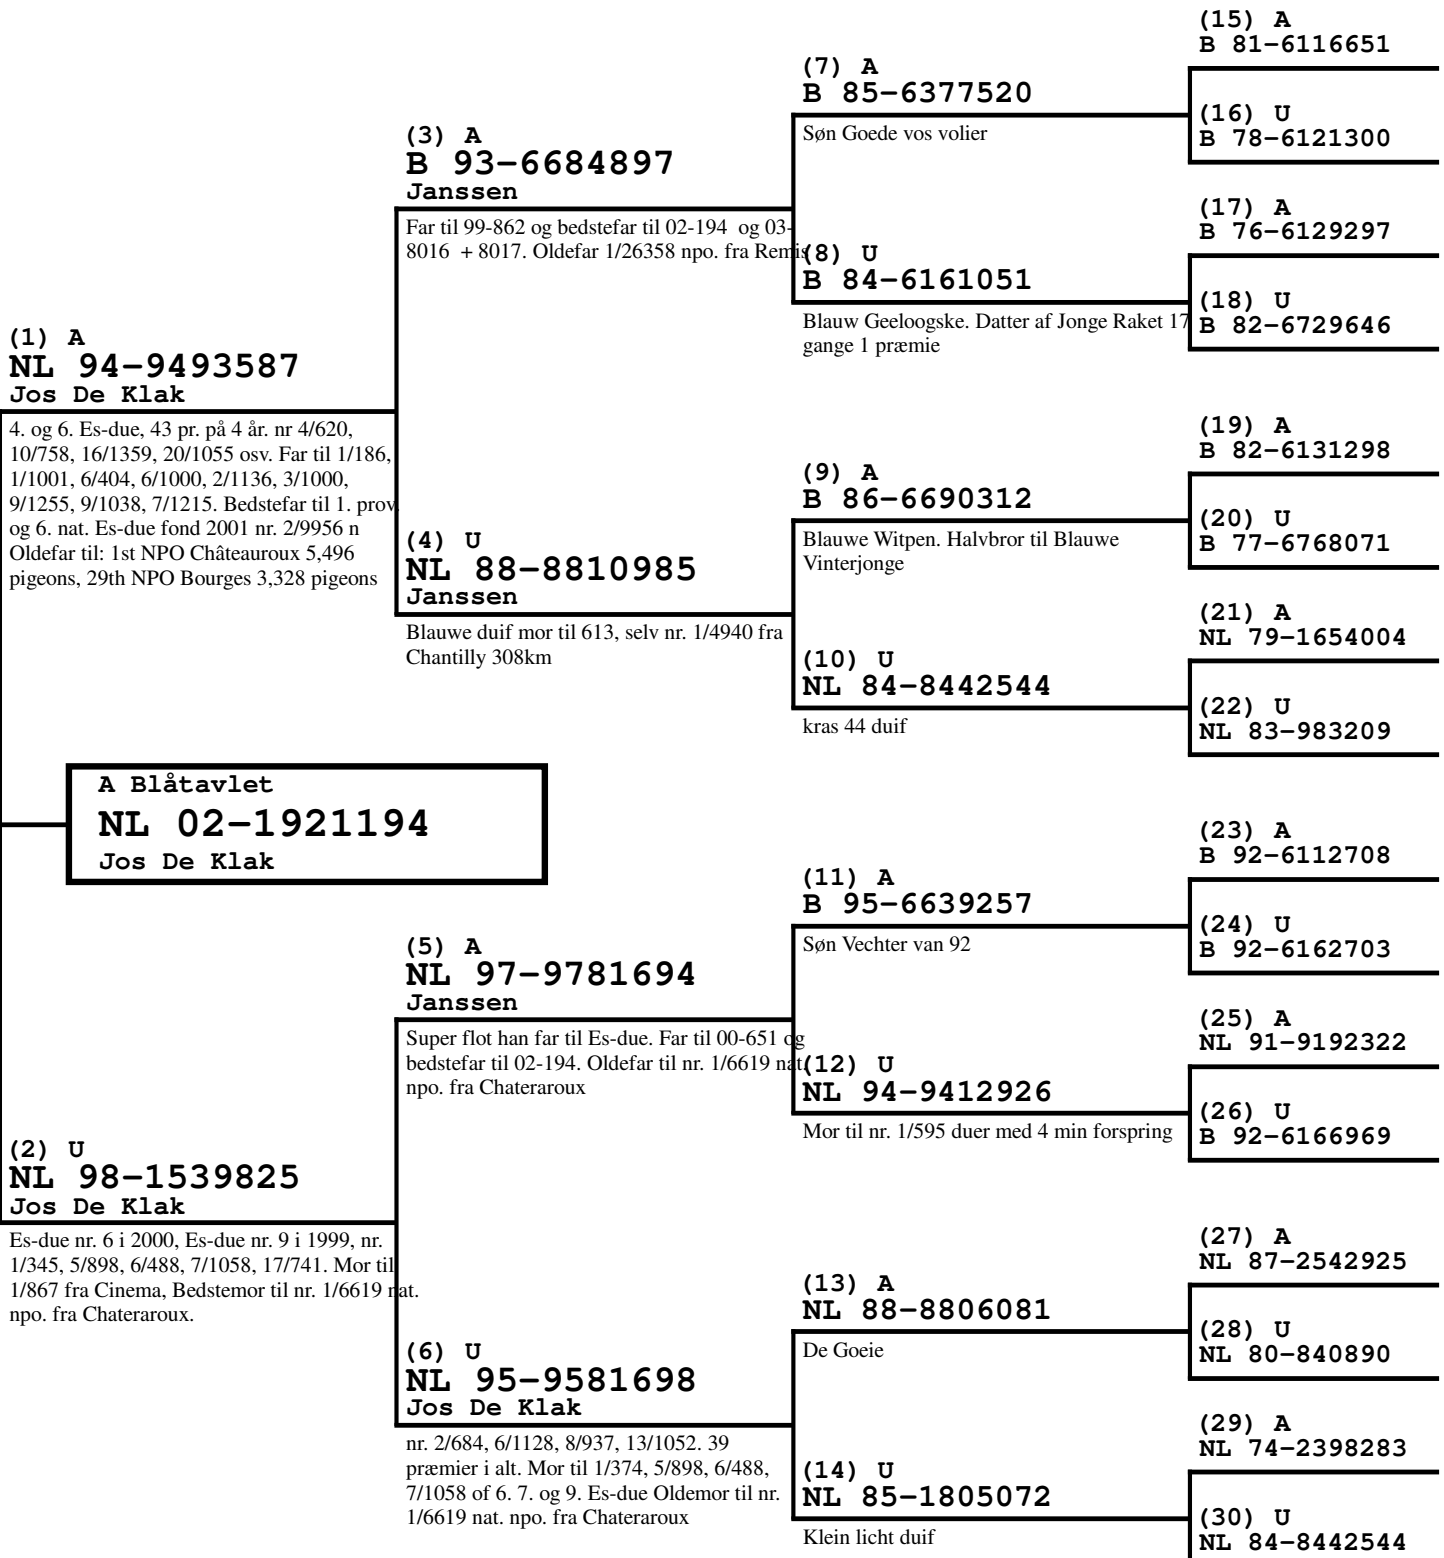 (1) A
NL 94-9493587
Jos De Klak
4. og 6. Es-due, 43 pr. på 4 år. nr 4/620,
10/758, 16/1359, 20/1055 osv. Far til 1/186,
1/1001, 6/404, 6/1000, 2/1136, 3/1000,
9/1255, 9/1038, 7/1215. Bedstefar til 1. prov.
og 6. nat. Es-due fond 2001 nr. 2/9956 n
Oldefar til: 1st NPO Châteauroux 5,496
pigeons, 29th NPO Bourges 3,328 pigeons
A Blåtavlet
NL 02-1921194
Jos De Klak
(2) U
NL 98-1539825
Jos De Klak
Es-due nr. 6 i 2000, Es-due nr. 9 i 1999, nr.
1/345, 5/898, 6/488, 7/1058, 17/741. Mor til
1/867 fra Cinema, Bedstemor til nr. 1/6619 nat.
npo. fra Chateraroux.
(3) A
B 93-6684897
Janssen
Far til 99-862 og bedstefar til 02-194 og 03-
8016 + 8017. Oldefar 1/26358 npo. fra Remis
(4) U
NL 88-8810985
Janssen
Blauwe duif mor til 613, selv nr. 1/4940 fra
Chantilly 308km
(5) A
NL 97-9781694
Janssen
Super flot han far til Es-due. Far til 00-651 og
bedstefar til 02-194. Oldefar til nr. 1/6619 nat.
npo. fra Chateraroux
(6) U
NL 95-9581698
Jos De Klak
nr. 2/684, 6/1128, 8/937, 13/1052. 39
præmier i alt. Mor til 1/374, 5/898, 6/488,
7/1058 of 6. 7. og 9. Es-due Oldemor til nr.
1/6619 nat. npo. fra Chateraroux
(7) A
B 85-6377520
Søn Goede vos volier
(8) U
B 84-6161051
Blauw Geeloogske. Datter af Jonge Raket 17
gange 1 præmie
(9) A
B 86-6690312
Blauwe Witpen. Halvbror til Blauwe
Vinterjonge
(10) U
NL 84-8442544
kras 44 duif
(11) A
B 95-6639257
Søn Vechter van 92
(12) U
NL 94-9412926
Mor til nr. 1/595 duer med 4 min forspring
(13) A
NL 88-8806081
De Goeie
(14) U
NL 85-1805072
Klein licht duif
(15) A
B 81-6116651
(16) U
B 78-6121300
(17) A
B 76-6129297
(18) U
B 82-6729646
(19) A
B 82-6131298
(20) U
B 77-6768071
(21) A
NL 79-1654004
(22) U
NL 83-983209
(23) A
B 92-6112708
(24) U
B 92-6162703
(25) A
NL 91-9192322
(26) U
B 92-6166969
(27) A
NL 87-2542925
(28) U
NL 80-840890
(29) A
NL 74-2398283
(30) U
NL 84-8442544